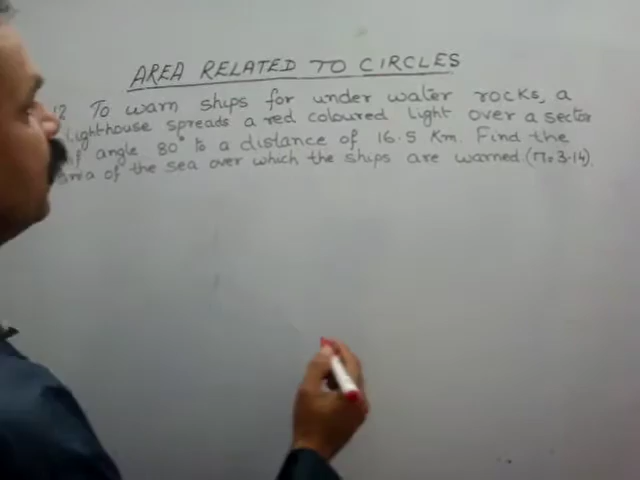 AREA RELATED TO CIRCLES
12 To warn ships for under water rocks, a
lighthouse spreads a red coloured light over a sector
of angle 80° to a distance of 16.5 Km. Find the
area of the sea over which the ships are warned. (π=3.14)